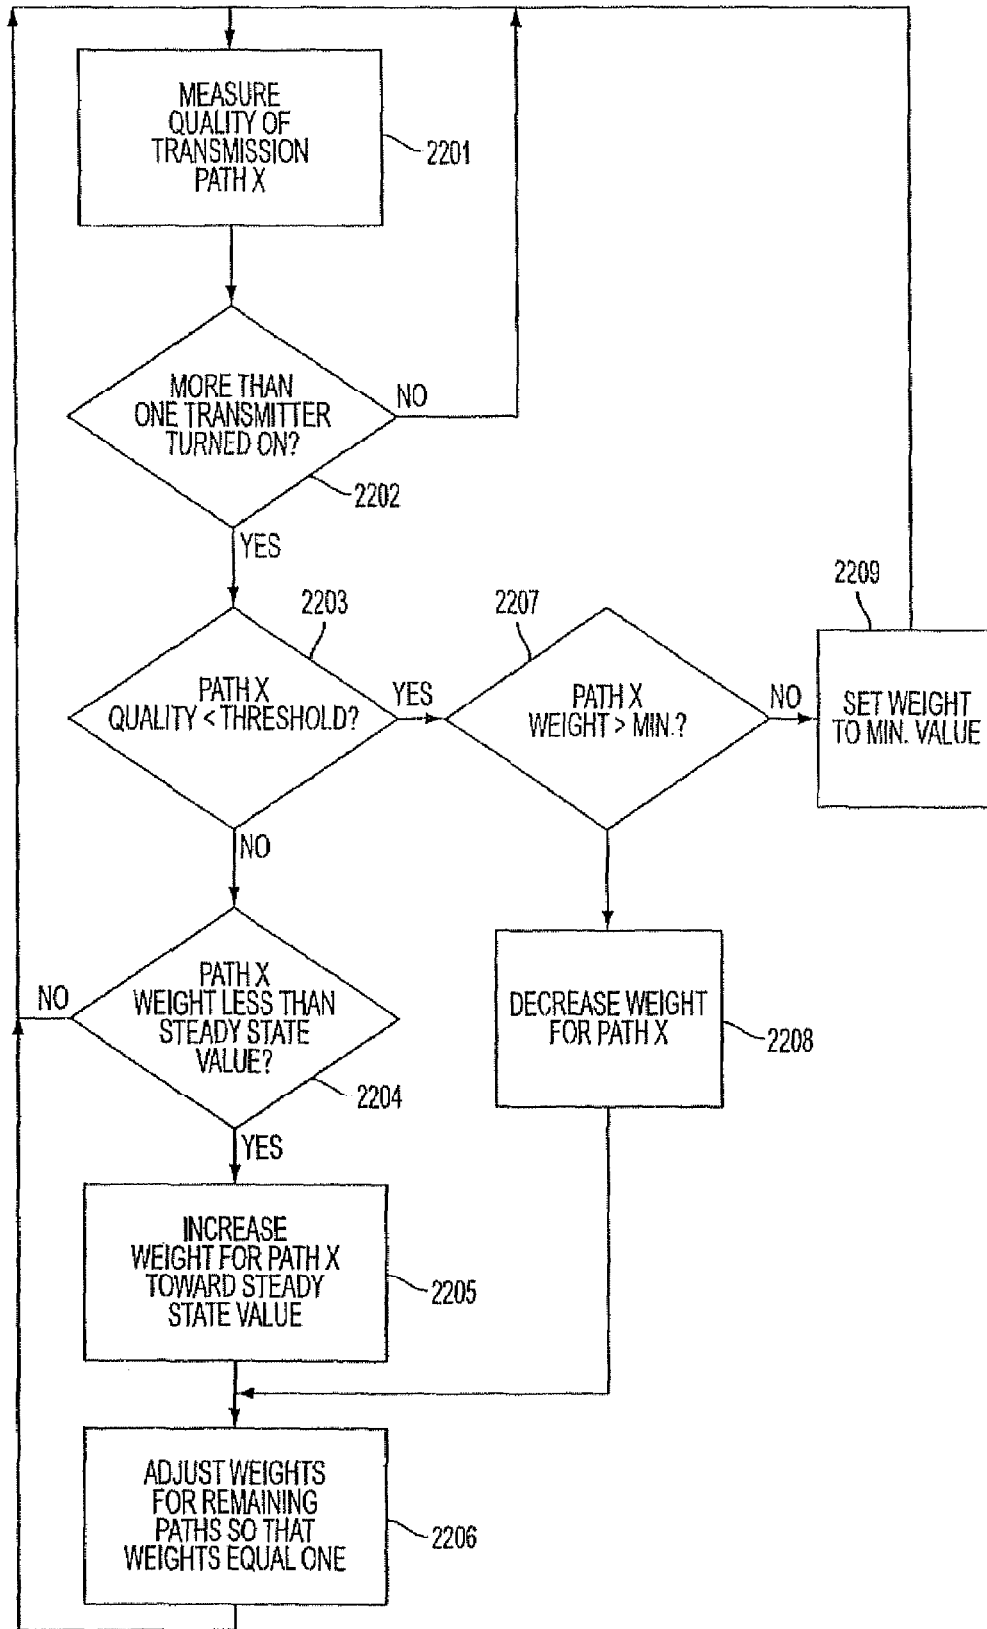 MEASURE
QUALITY OF
TRANSMISSION
PATH X
2201
MORE THAN
ONE TRANSMITTER
TURNED ON?
NO
2202
YES
2203
PATH X
QUALITY < THRESHOLD?
YES
2207
PATH X
WEIGHT > MIN.?
NO
2209
SET WEIGHT
TO MIN. VALUE
NO
PATH X
WEIGHT LESS THAN
STEADY STATE
VALUE?
NO
2204
DECREASE WEIGHT
FOR PATH X
2208
YES
INCREASE
WEIGHT FOR PATH X
TOWARD STEADY
STATE VALUE
2205
ADJUST WEIGHTS
FOR REMAINING
PATHS SO THAT
WEIGHTS EQUAL ONE
2206